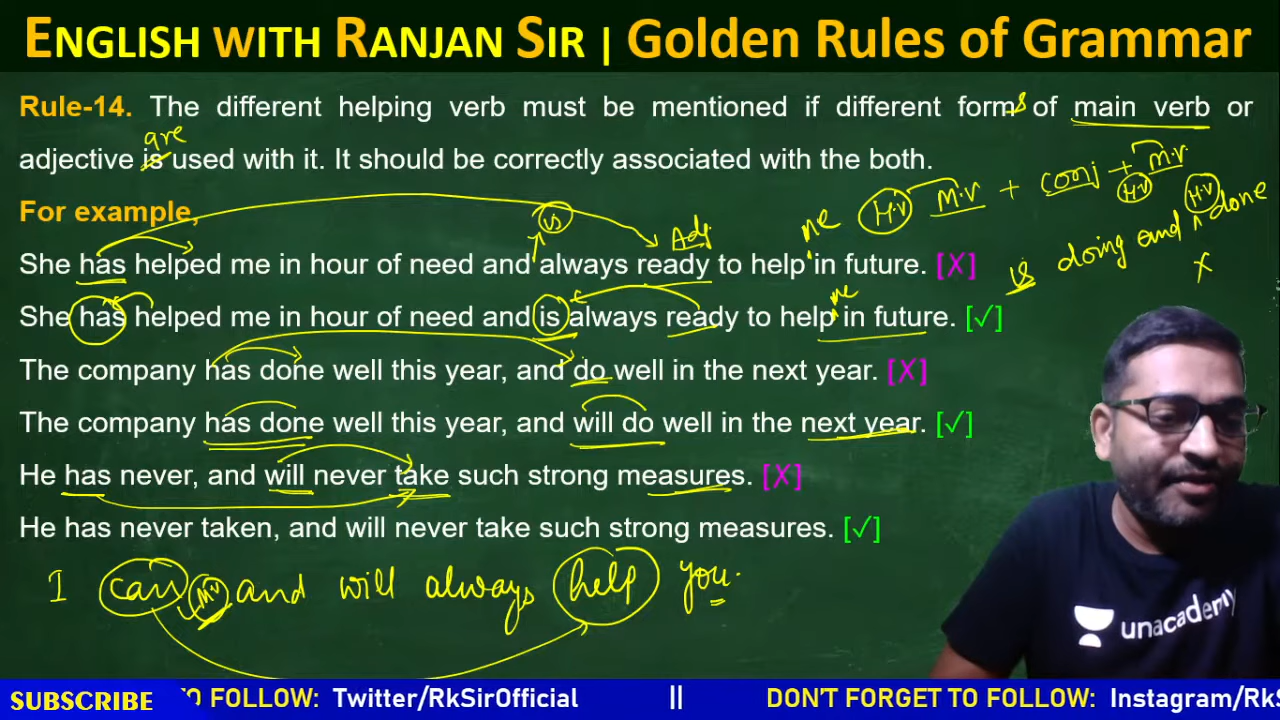 ENGLISH WITH RANJAN SIR | Golden Rules of Grammar
Rule-14. The different helping verb must be mentioned if different forms of main verb or
are
adjective is used with it. It should be correctly associated with the both.
H.V M.V + conj + M.V
H.V
For example,
is doing and H.V done
X
is
Adj
me
She has helped me in hour of need and always ready to help in future. [X]
me
She has helped me in hour of need and is always ready to help in future. [✓]
The company has done well this year, and do well in the next year. [X]
The company has done well this year, and will do well in the next year. [✓]
He has never, and will never take such strong measures. [X]
He has never taken, and will never take such strong measures. [✓]
I can M.V and will always help you.
unacademy
SUBSCRIBE TO FOLLOW: Twitter/RkSirOfficial || DON'T FORGET TO FOLLOW: Instagram/RkS